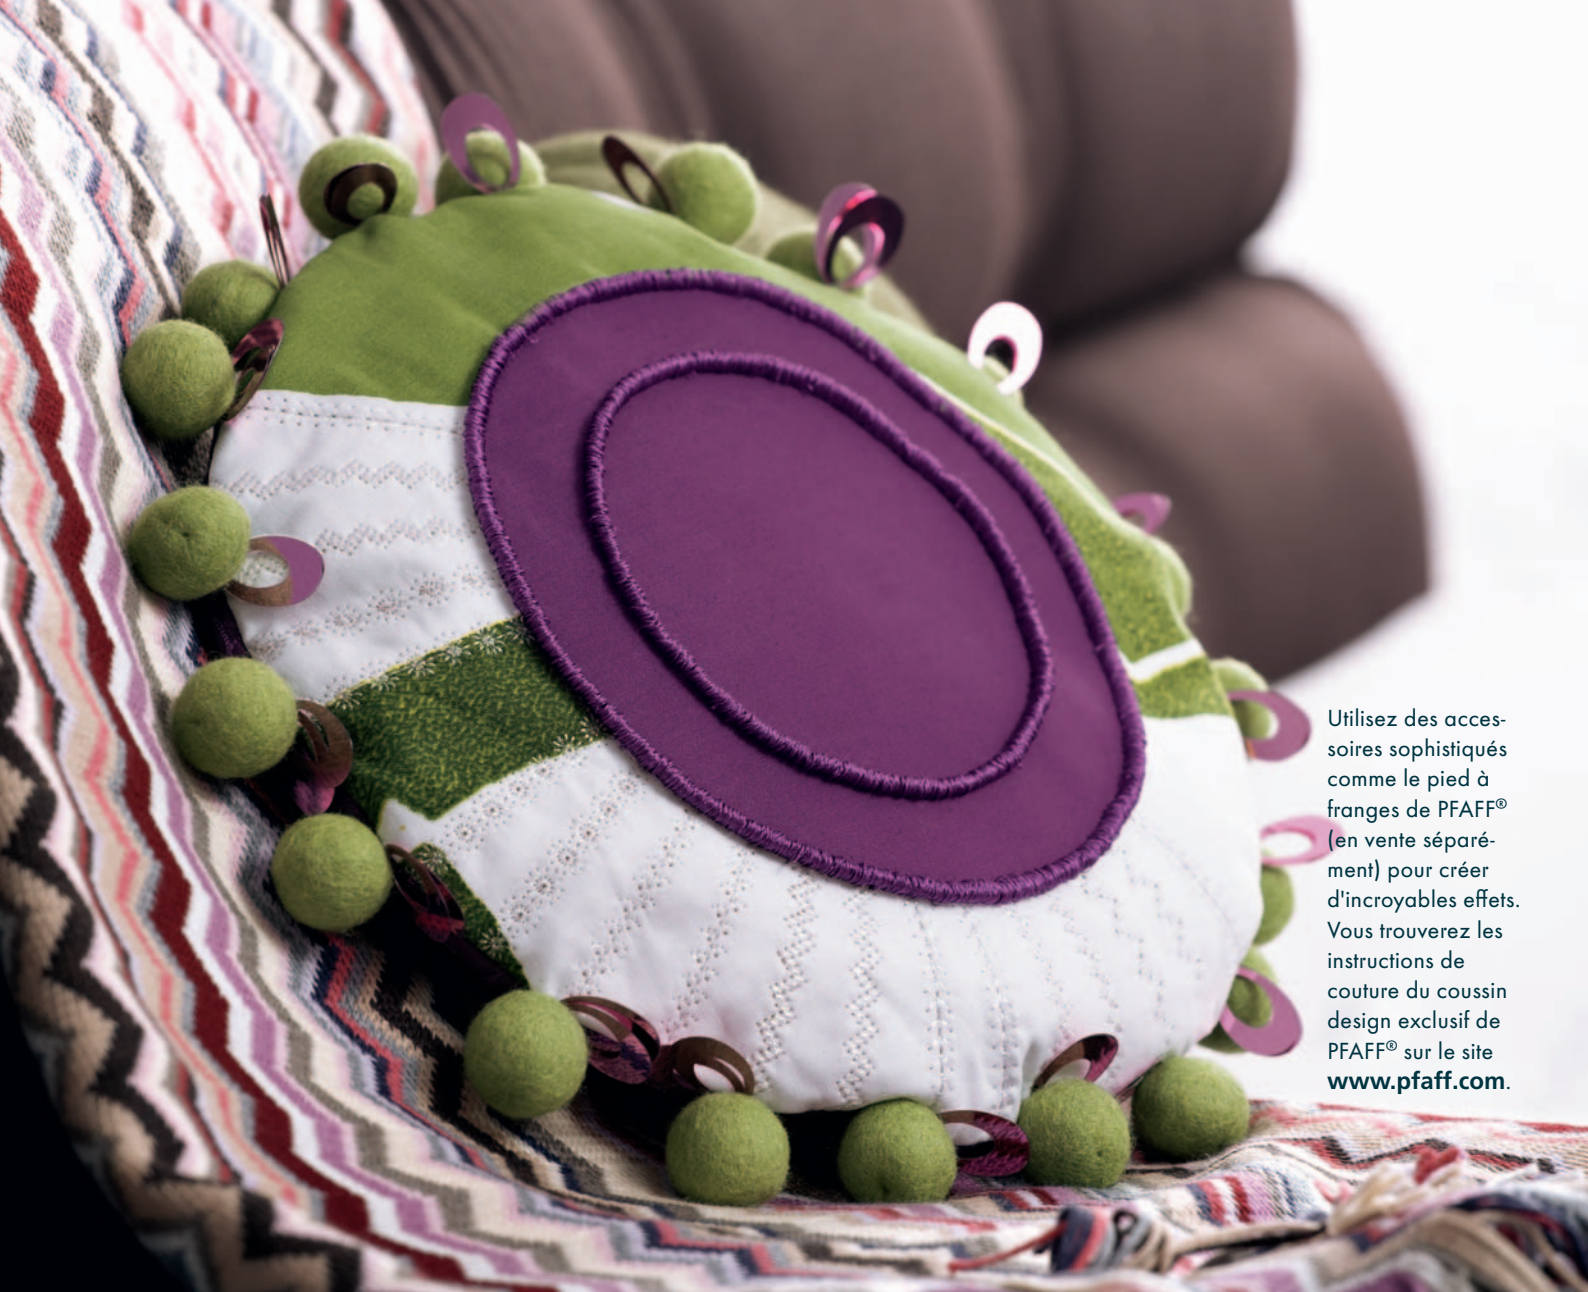 Utilisez des acces-
soires sophistiqués
comme le pied à
franges de PFAFF®
(en vente séparé-
ment) pour créer
d'incroyables effets.
Vous trouverez les
instructions de
couture du coussin
design exclusif de
PFAFF® sur le site
www.pfaff.com.